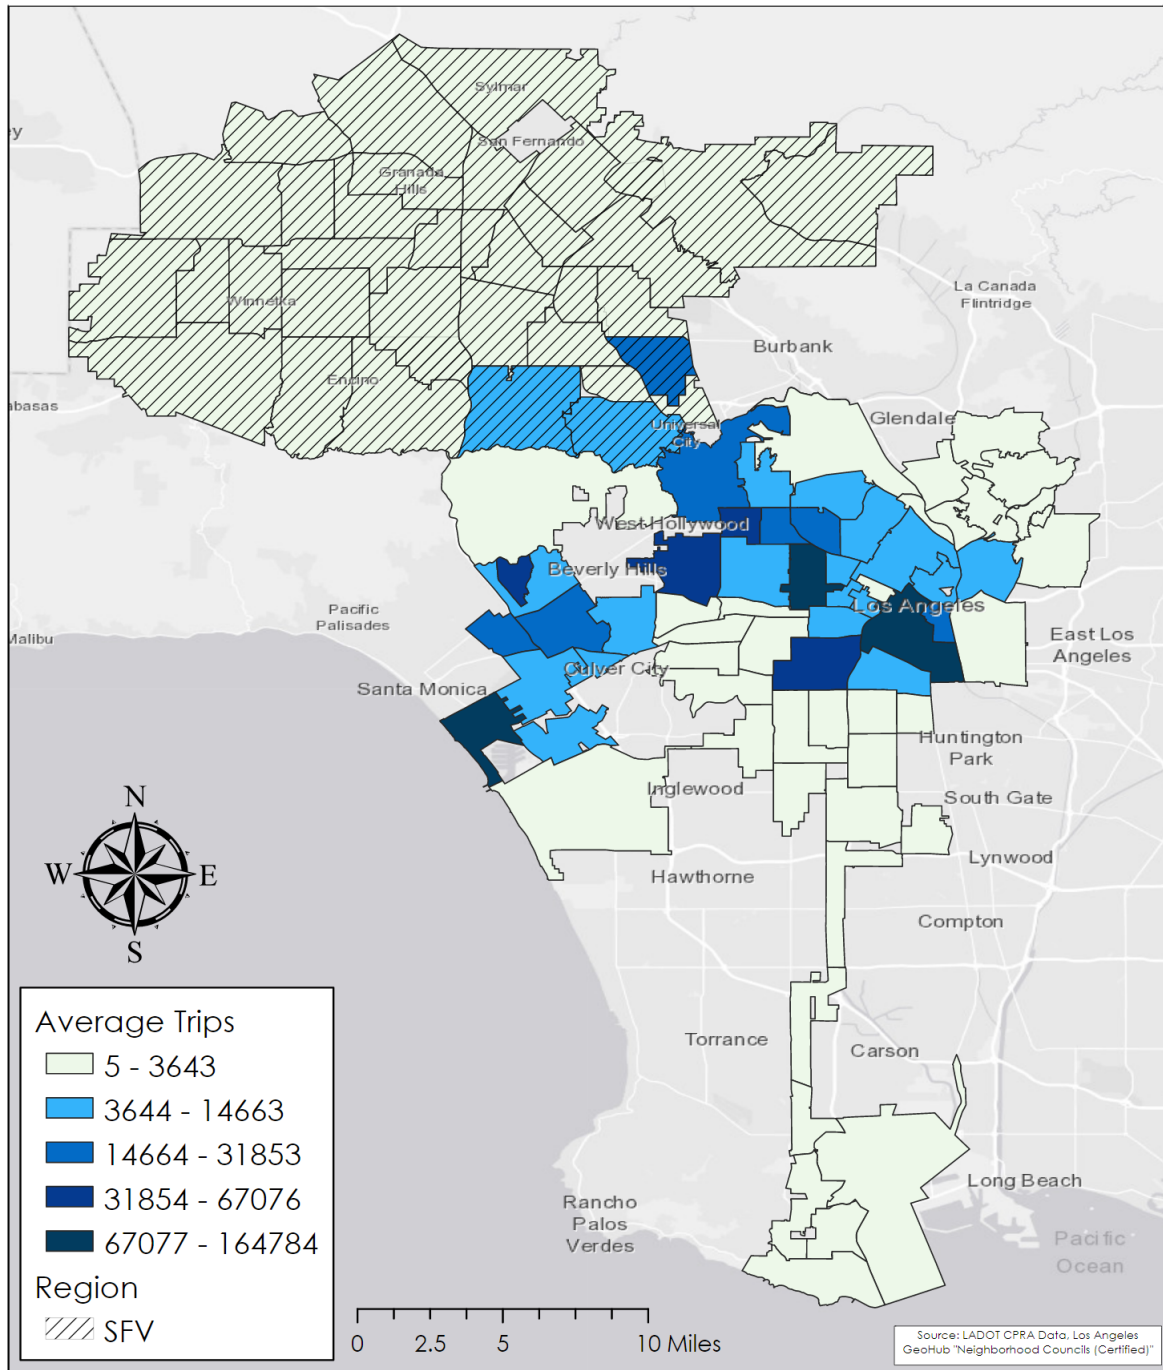 Sylmar
San Fernando
ey
Granada
Hills
La Canada
Flintridge
Winnetka
Burbank
Encino
abasas
Glendale
Universal
City
West Hollywood
Beverly Hills
Pacific
Palisades
Los Angeles
Malibu
East Los
Angeles
Culver City
Santa Monica
Huntington
Park
Inglewood
South Gate
N
Lynwood
W
E
Hawthorne
Compton
S
Average Trips
5 - 3643
3644 - 14663
14664 - 31853
31854 - 67076
67077 - 164784
Region
SFV
Torrance
Carson
Long Beach
Rancho
Palos
Verdes
Pacific
Ocean
0 2.5 5 10 Miles
Source: LADOT CPRA Data, Los Angeles
GeoHub "Neighborhood Councils (Certified)"